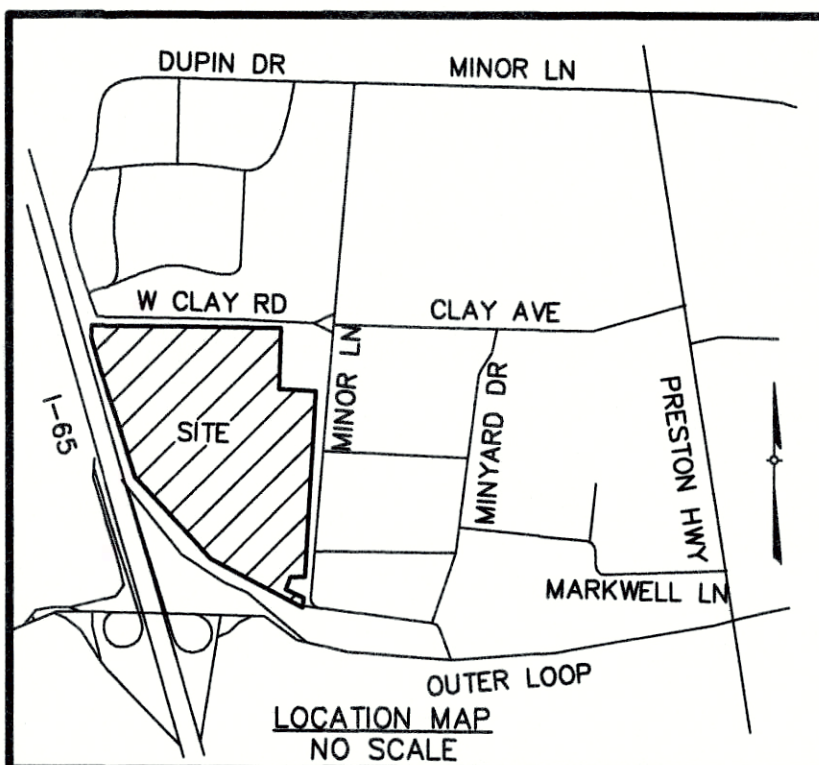 DUPIN DR
MINOR LN
W CLAY RD
CLAY AVE
MINOR LN
MINYARD DR
PRESTON HWY
I-65
SITE
MARKWELL LN
OUTER LOOP
LOCATION MAP
NO SCALE